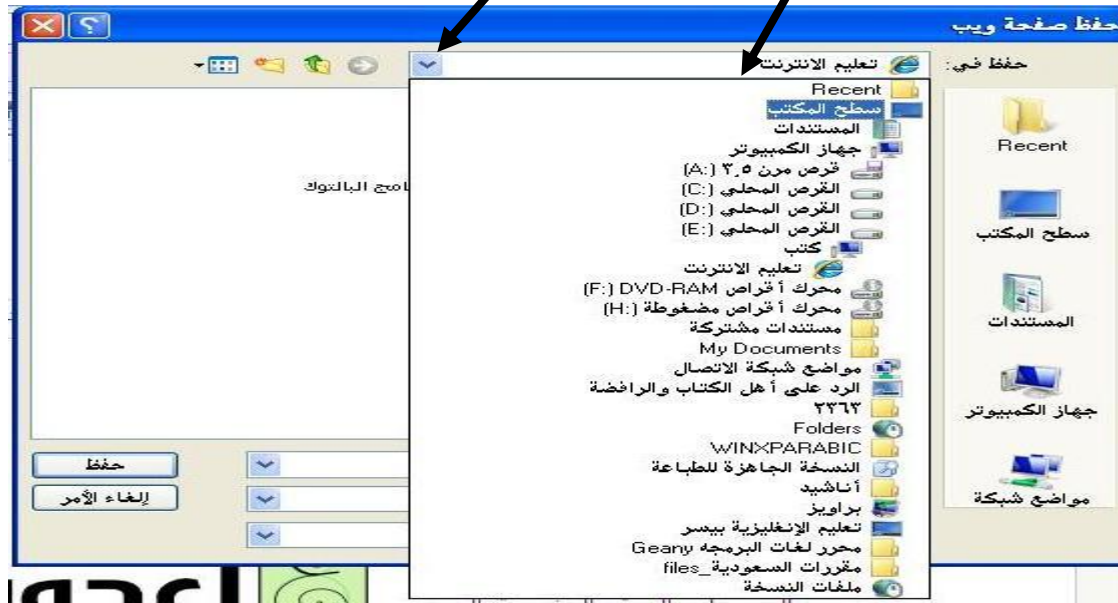 حفظ صفحة ويب
حفظ في:
تعليم الانترنت
Recent
سطح المكتب
المستندات
جهاز الكمبيوتر
قرص مرن ٣,٥ (A:)
القرص المحلي (C:)
القرص المحلي (D:)
القرص المحلي (E:)
كتب
تعليم الانترنت
محرك أقراص DVD-RAM (F:)
محرك أقراص مضغوطة (H:)
مستندات مشتركة
My Documents
مواضع شبكة الاتصال
الرد على أهل الكتاب والرافضة
٢٣٦٣
Folders
WINXPARABIC
النسخة الجاهزة للطباعة
أناشيد
براويز
تعليم الإنغليزية بيسر
محرر لغات البرمجه Geany
مقررات السعودية_files
ملفات النسخة
Recent
سطح المكتب
المستندات
جهاز الكمبيوتر
مواضع شبكة
امج البالتوك
حفظ
إلغاء الأمر